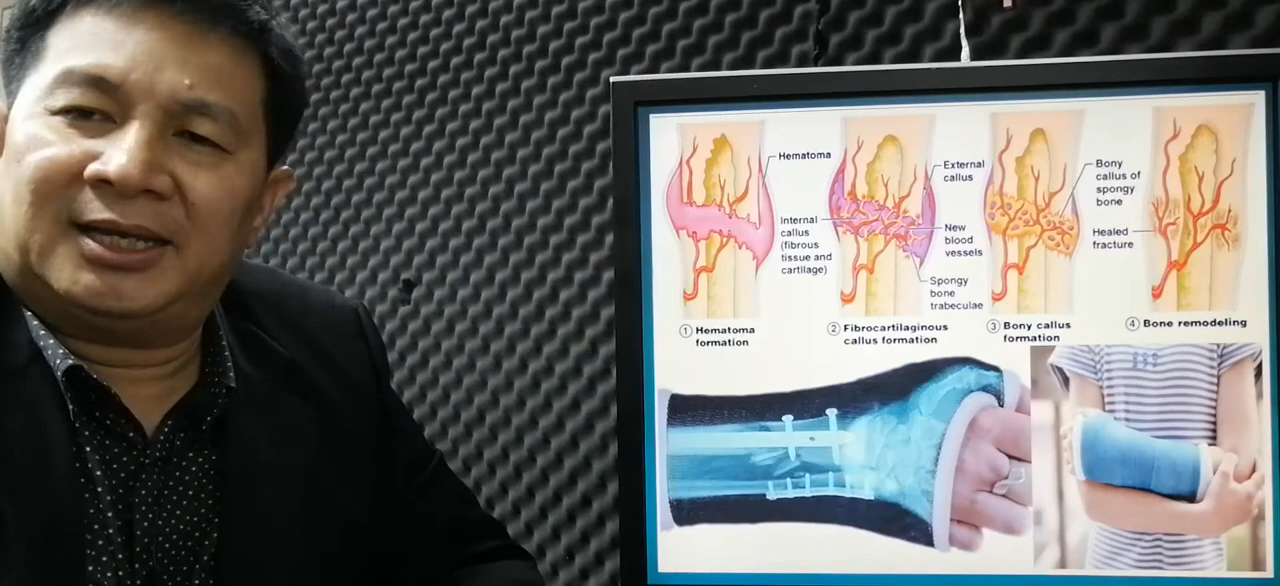 Hematoma
Internal
callus
(fibrous
tissue and
cartilage)
External
callus
New
blood
vessels
Spongy
bone
trabeculae
Bony
callus of
spongy
bone
Healed
fracture
① Hematoma
formation
② Fibrocartilaginous
callus formation
③ Bony callus
formation
④ Bone remodeling